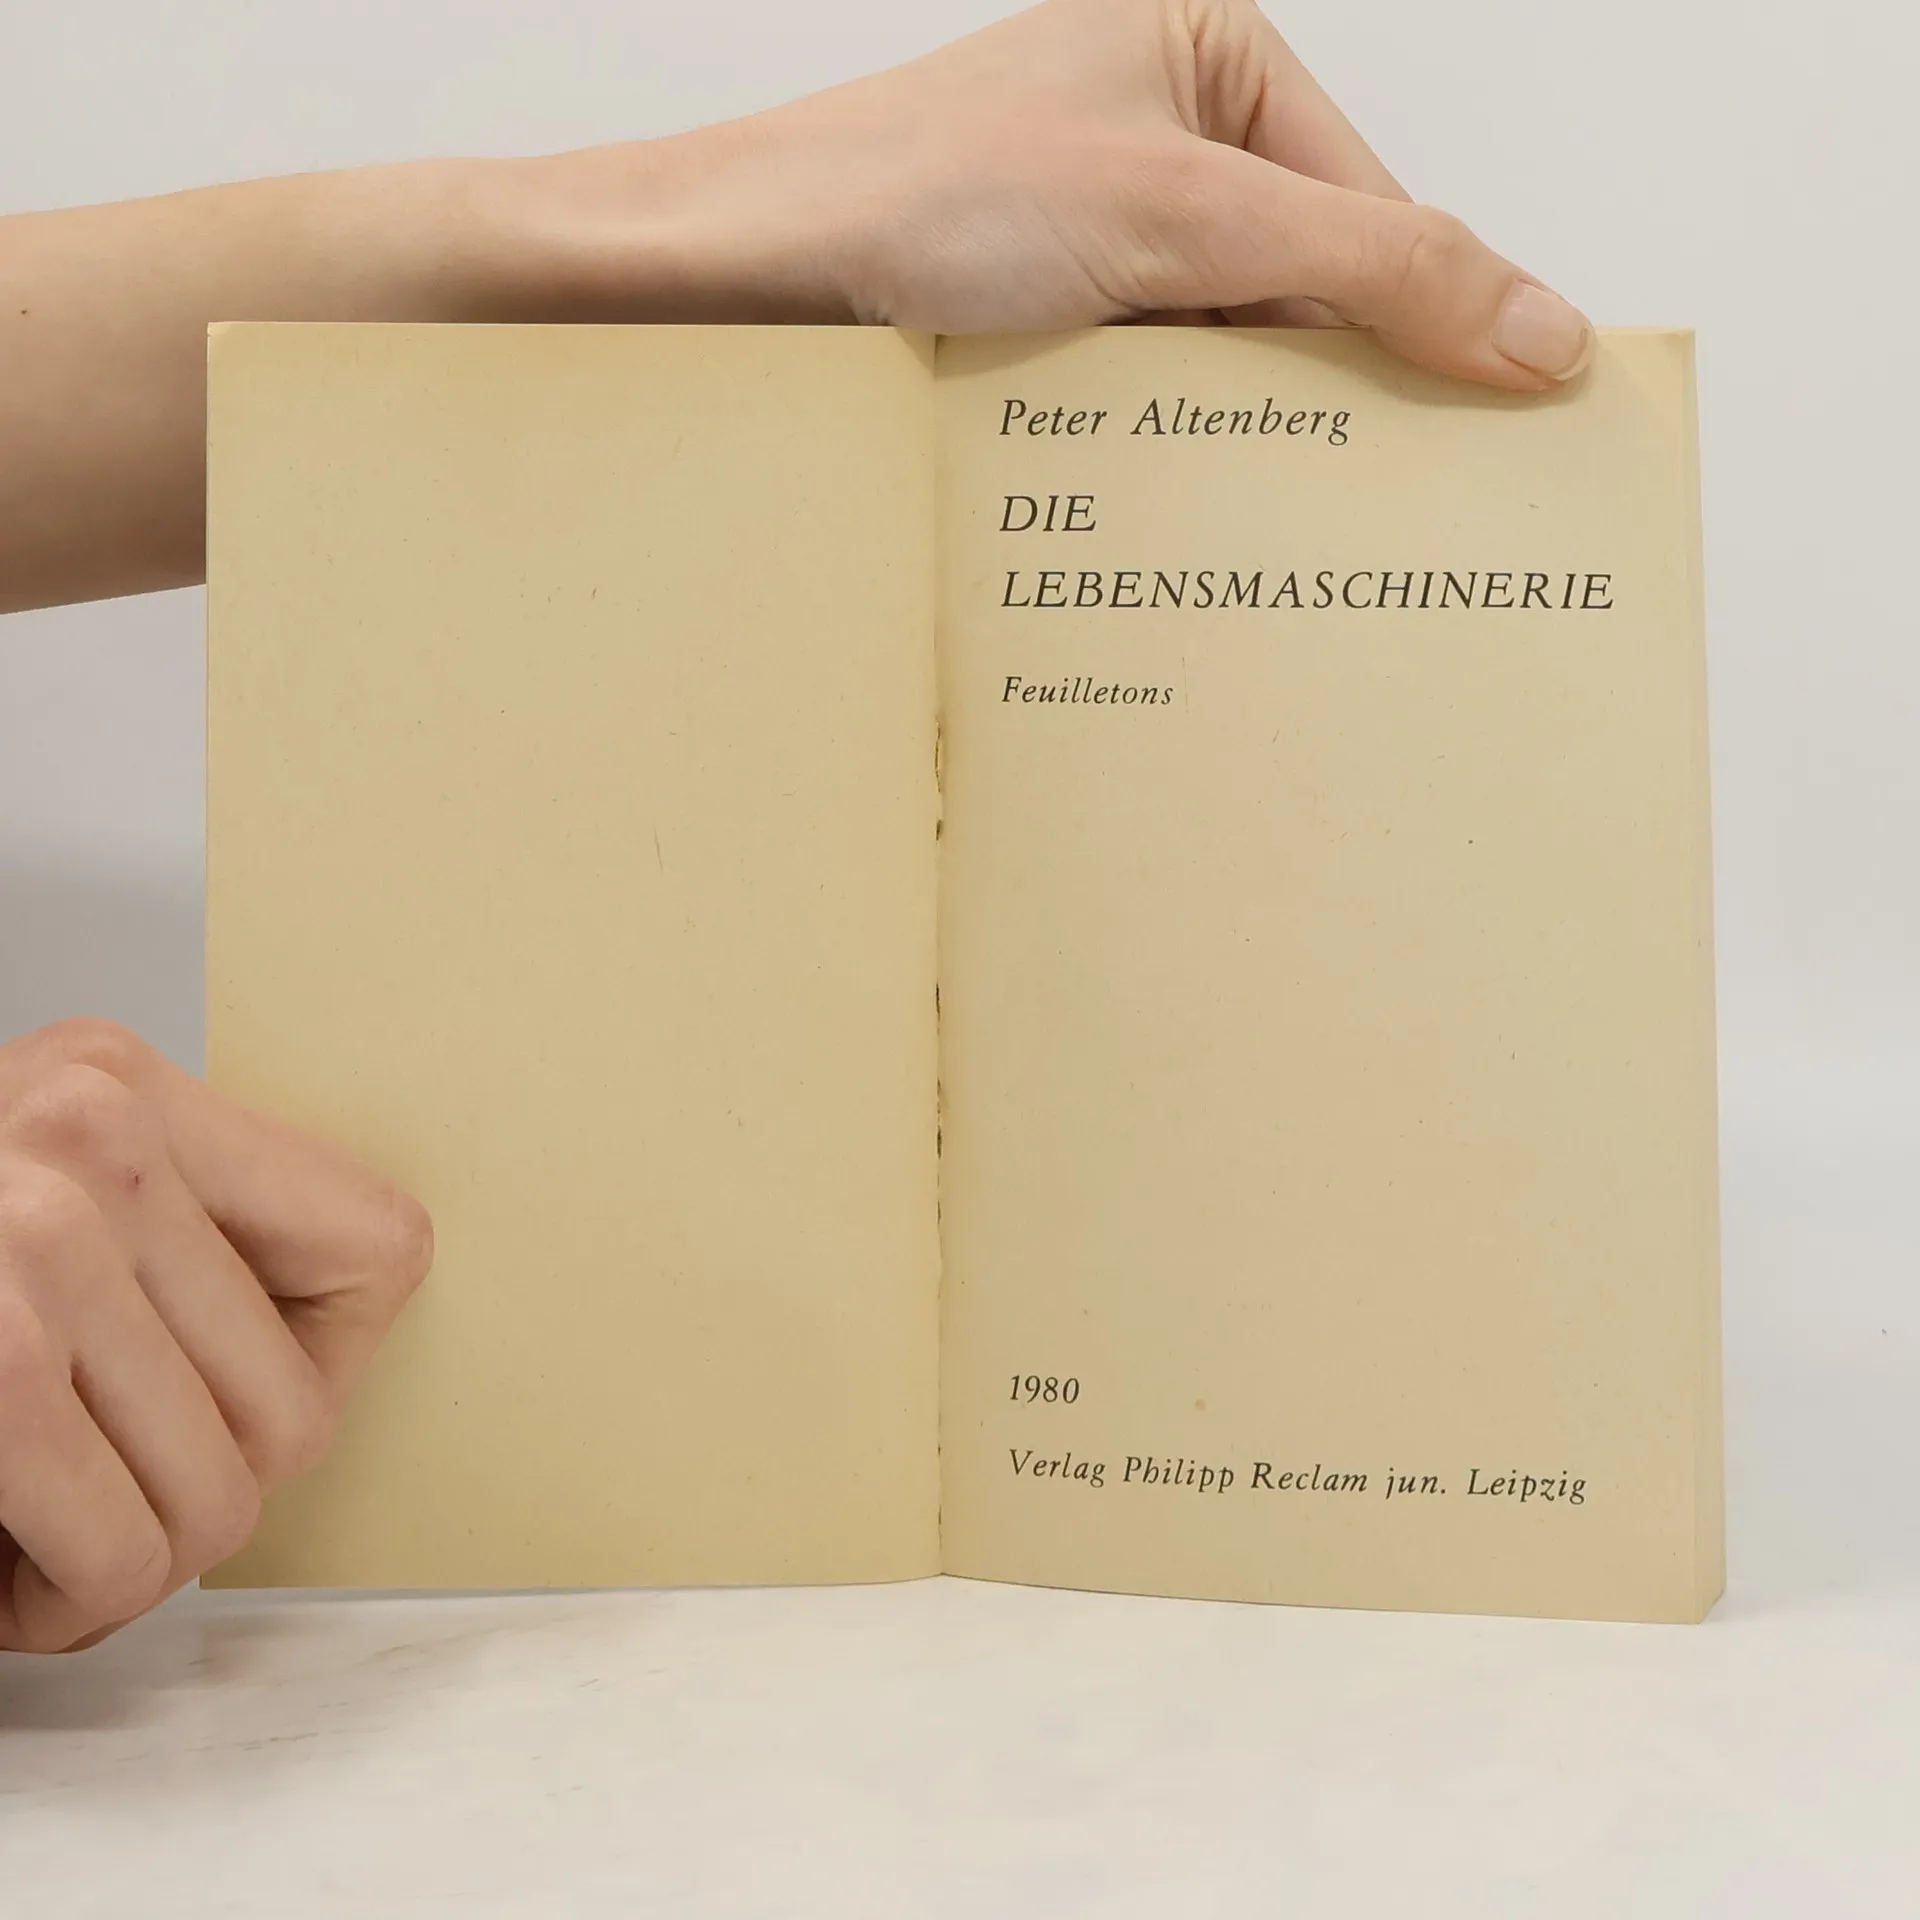 Peter Altenberg
DIE
LEBENSMASCHINERIE
Feuilletons
1980
Verlag Philipp Reclam jun. Leipzig